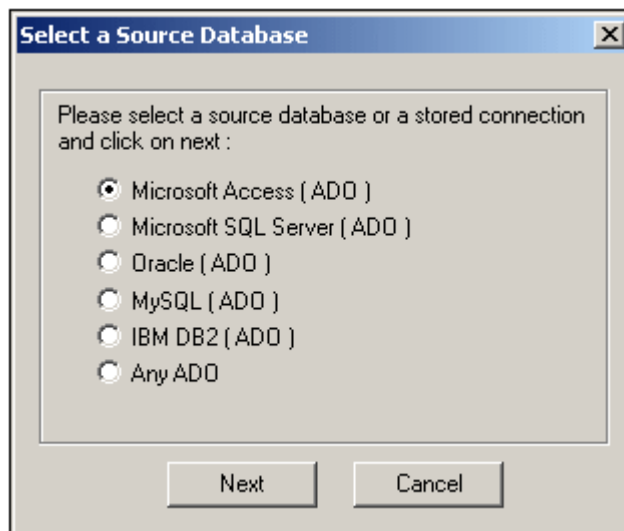 Select a Source Database
Please select a source database or a stored connection
and click on next :
Microsoft Access ( ADO )
Microsoft SQL Server ( ADO )
Oracle ( ADO )
MySQL ( ADO )
IBM DB2 ( ADO )
Any ADO
Next
Cancel